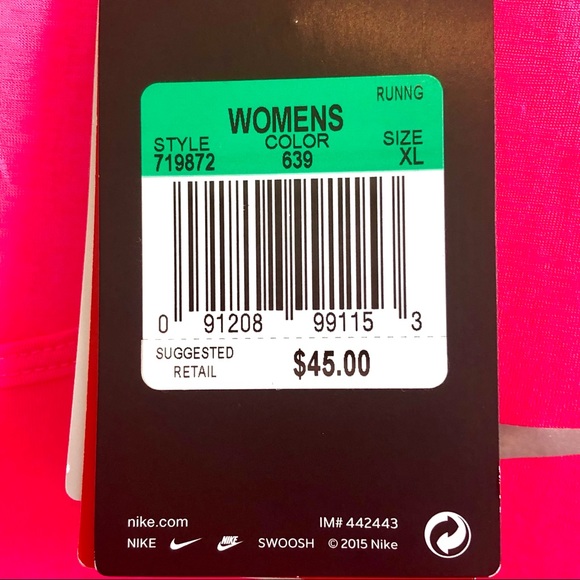 RUNNG
WOMENS
STYLE COLOR SIZE
719872 639 XL
0 91208 99115 3
SUGGESTED RETAIL $45.00
nike.com IM# 442443
NIKE NIKE SWOOSH © 2015 Nike